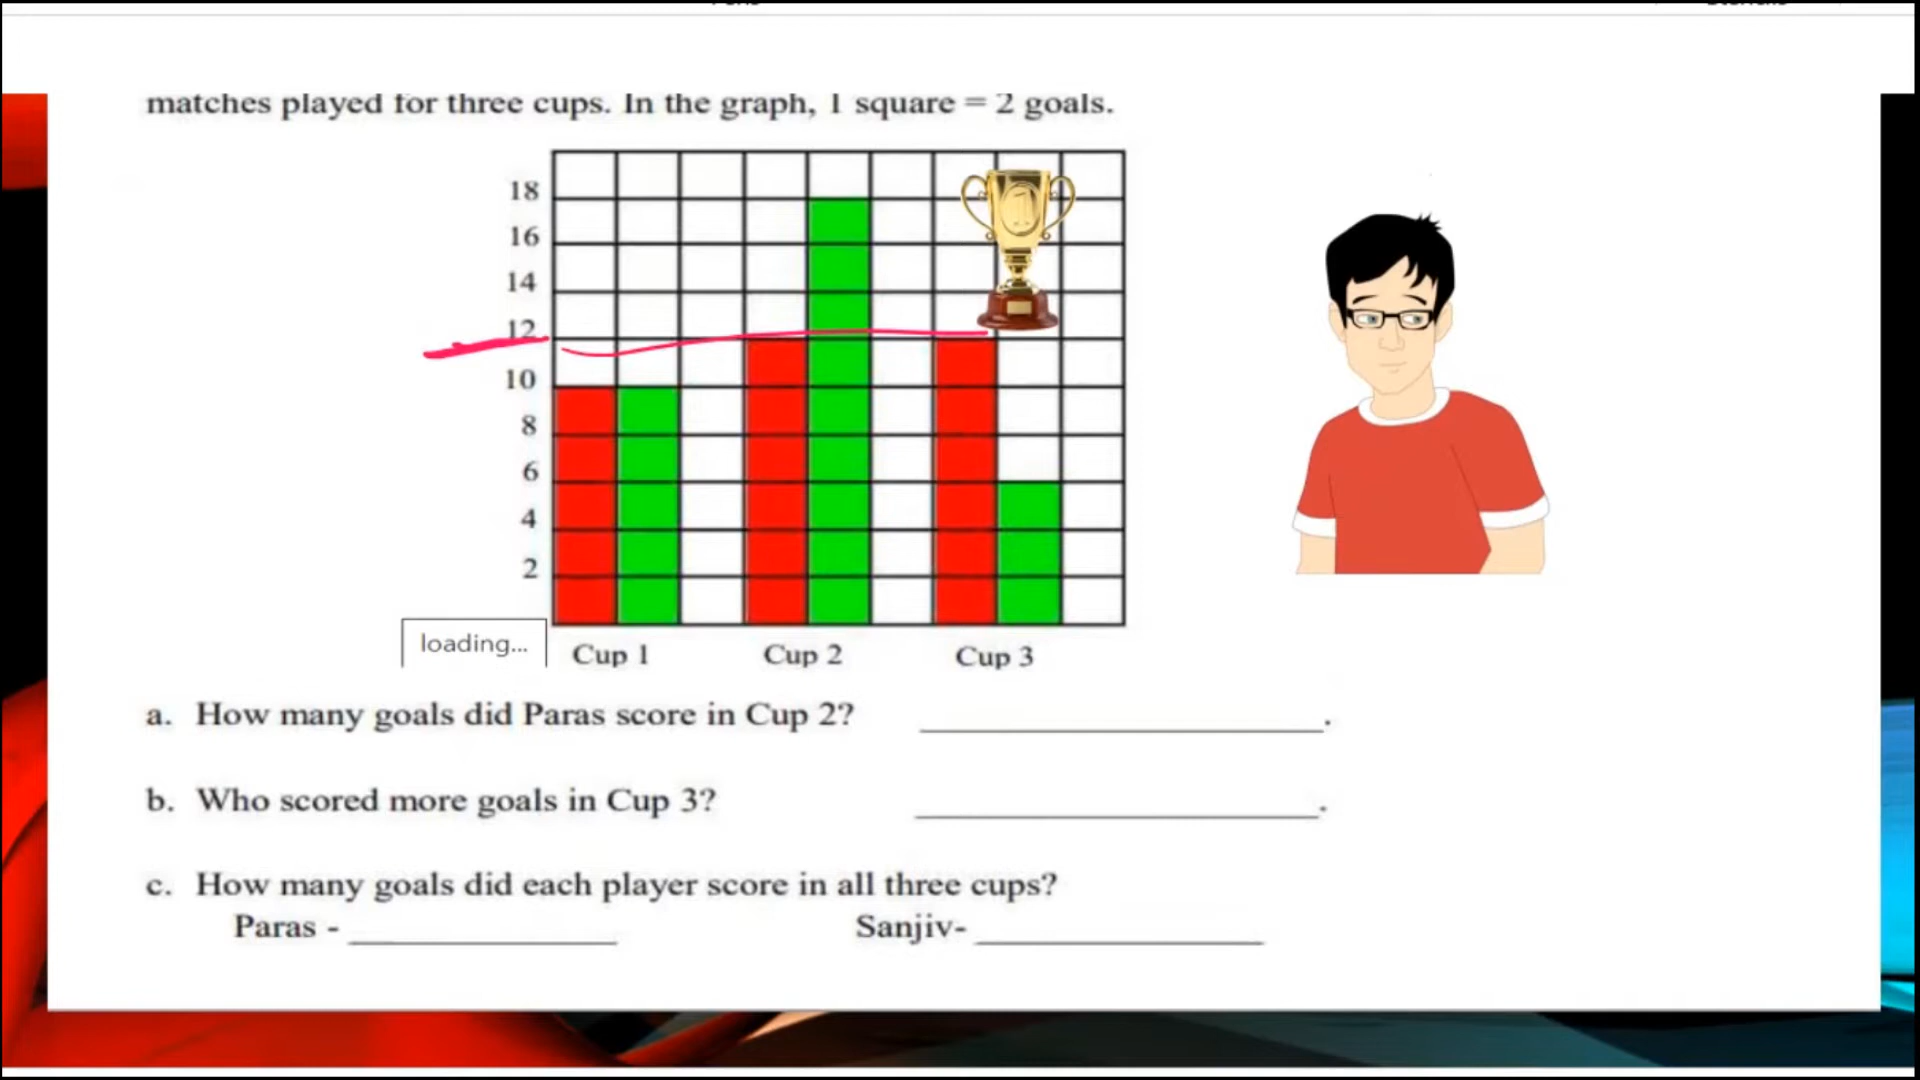 matches played for three cups. In the graph, 1 square = 2 goals.
18
16
14
12
10
8
6
4
2
loading...
Cup 1 Cup 2 Cup 3
a. How many goals did Paras score in Cup 2? .
b. Who scored more goals in Cup 3? .
c. How many goals did each player score in all three cups?
Paras - Sanjiv-